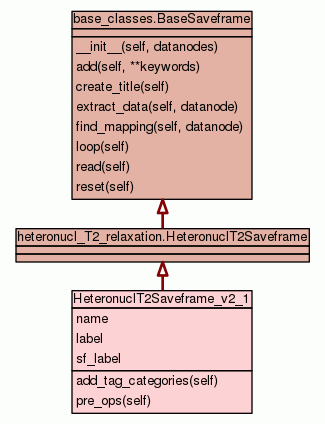 base_classes.BaseSaveframe
__init__(self, datanodes)
add(self, **keywords)
create_title(self)
extract_data(self, datanode)
find_mapping(self, datanode)
loop(self)
read(self)
reset(self)
heteronucl_T2_relaxation.HeteronuclT2Saveframe
HeteronuclT2Saveframe_v2_1
name
label
sf_label
add_tag_categories(self)
pre_ops(self)